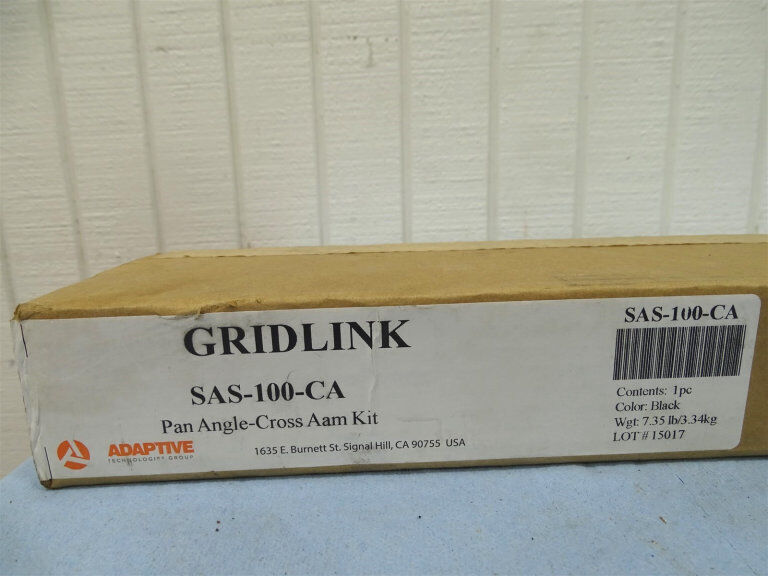 GRIDLINK
SAS-100-CA
Pan Angle-Cross Aam Kit
ADAPTIVE
TECHNOLOGIES GROUP
1635 E. Burnett St. Signal Hill, CA 90755 USA
SAS-100-CA
Contents: 1pc
Color: Black
Wgt: 7.35 lb/3.34kg
LOT # 15017